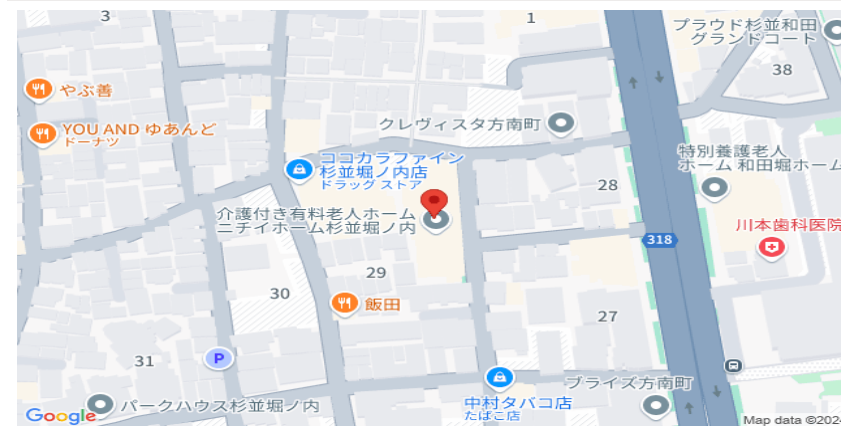 3
1
プラウド杉並和田
グランドコート
38
やぶ善
YOU AND ゆあんど
ドーナツ
クレヴィスタ方南町
ココカラファイン
杉並堀ノ内店
ドラッグ ストア
特別養護老人
ホーム 和田堀ホーム
28
介護付き有料老人ホーム
ニチイホーム杉並堀ノ内
川本歯科医院
318
29
30
飯田
27
31
P
ブライズ方南町
中村タバコ店
たばこ店
パークハウス杉並堀ノ内
Google
Map data ©2024